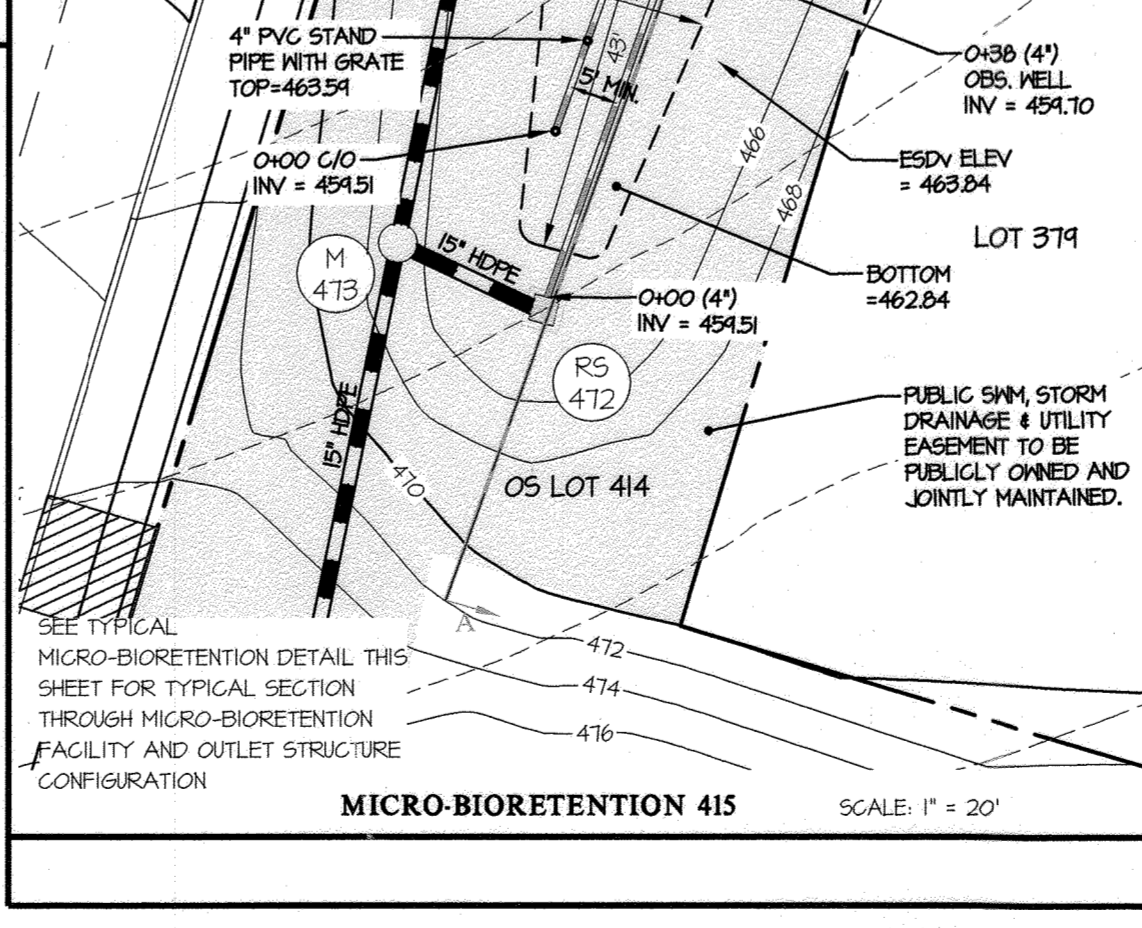 4" PVC STAND
PIPE WITH GRATE
TOP=463.59
0+00 C/O
INV = 459.51
43'
5' MIN.
0+38 (4")
OBS. WELL
INV = 459.70
466
468
ESDv ELEV
= 463.84
LOT 379
BOTTOM
=462.84
15" HDPE
M
473
0+00 (4")
INV = 459.51
RS
472
15" HDPE
470
OS LOT 414
PUBLIC SWM, STORM
DRAINAGE & UTILITY
EASEMENT TO BE
PUBLICLY OWNED AND
JOINTLY MAINTAINED.
A
472
474
476
SEE TYPICAL
MICRO-BIORETENTION DETAIL THIS
SHEET FOR TYPICAL SECTION
THROUGH MICRO-BIORETENTION
FACILITY AND OUTLET STRUCTURE
CONFIGURATION
MICRO-BIORETENTION 415
SCALE: 1" = 20'